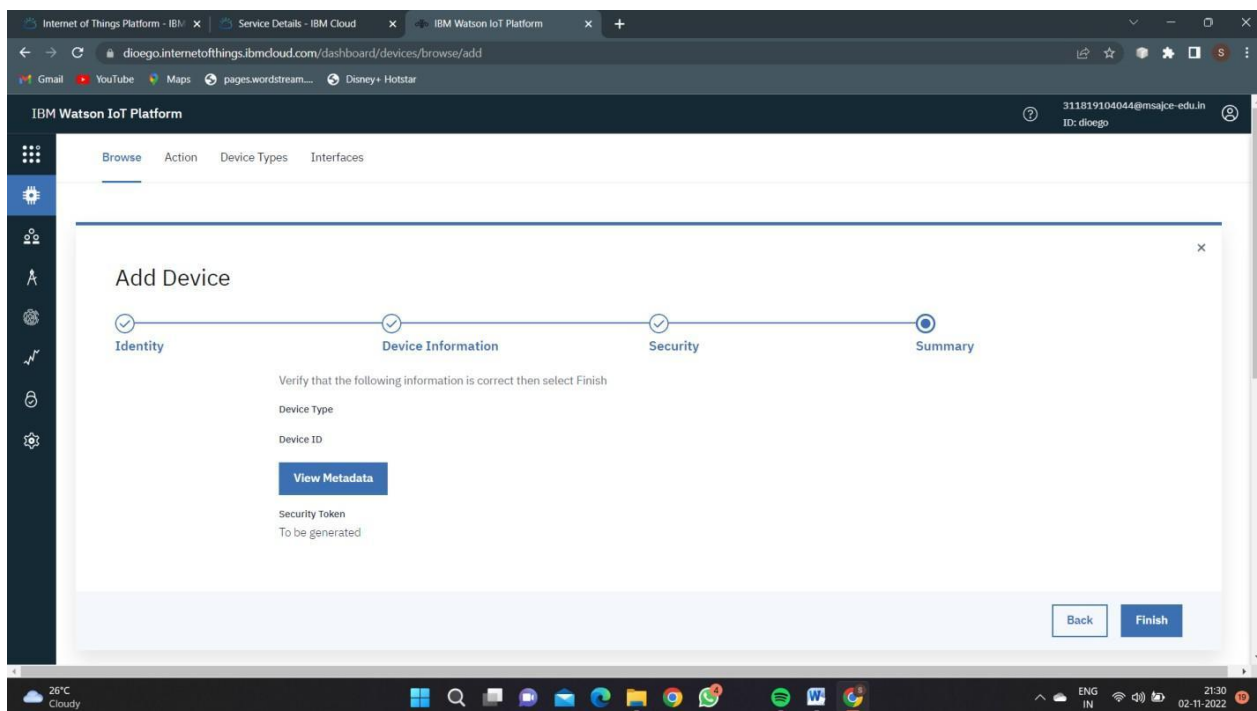 Internet of Things Platform - IBM
Service Details - IBM Cloud
IBM Watson IoT Platform
dioego.internetofthings.ibmcloud.com/dashboard/devices/browse/add
S
Gmail YouTube Maps pages.wordstream.... Disney+ Hotstar
IBM Watson IoT Platform
311819104044@msajce-edu.in
ID: dioego
Browse Action Device Types Interfaces
Add Device
Identity Device Information Security Summary
Verify that the following information is correct then select Finish
Device Type
Device ID
View Metadata
Security Token
To be generated
Back Finish
26°C
Cloudy
4
W
ENG
IN
21:30
02-11-2022
19